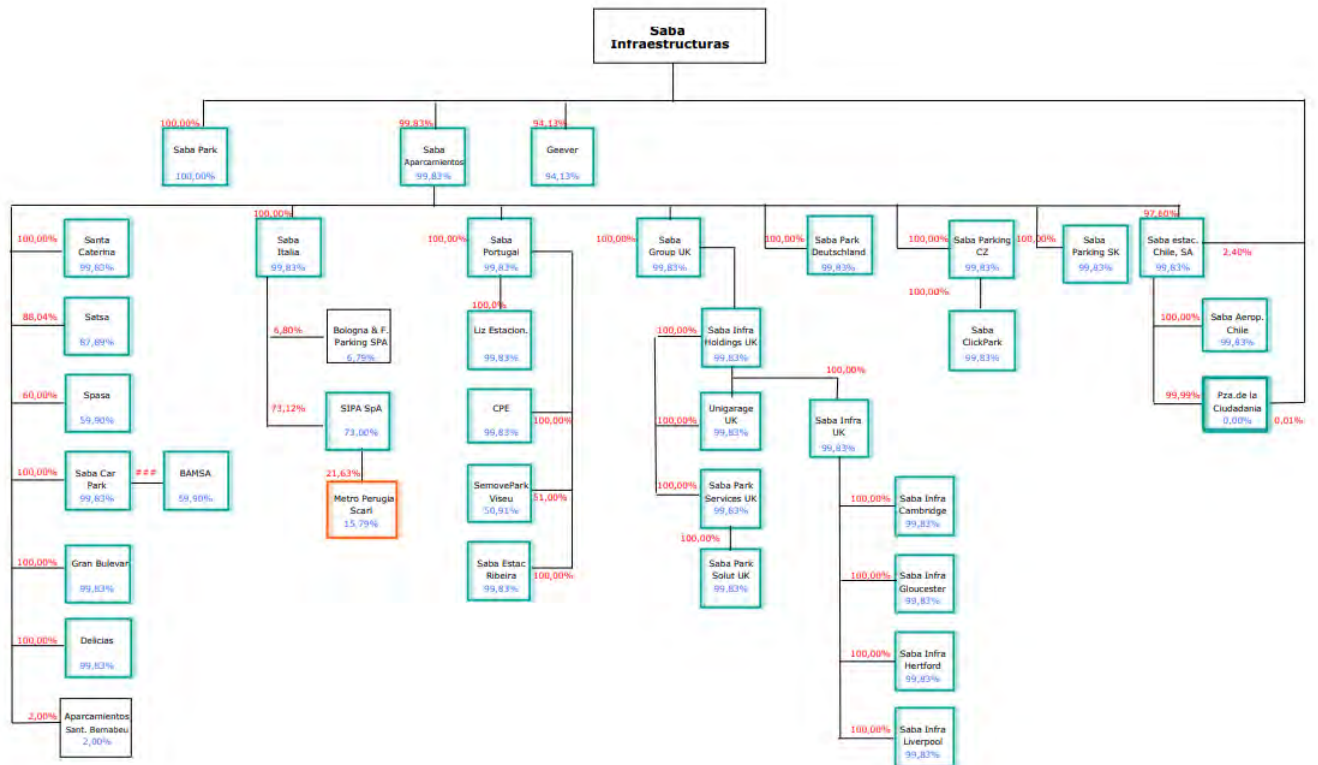 Saba
Infraestructuras
100,00%
Saba Park
100,00%
99,83%
Saba
Aparcamientos
99,83%
94,13%
Geever
94,13%
100,00%
Santa
Caterina
99,83%
88,04%
Satsa
87,89%
60,00%
Spasa
59,90%
100,00%
Saba Car
Park
99,83%
###
BAMSA
59,90%
100,00%
Gran Bulevar
99,83%
100,00%
Delicias
99,83%
2,00%
Aparcamientos
Sant. Bernabeu
2,00%
100,00%
Saba
Italia
99,83%
6,80%
Bologna & F.
Parking SPA
6,79%
73,12%
SIPA SpA
73,00%
21,63%
Metro Perugia
Scarl
15,79%
100,00%
Saba
Portugal
99,83%
100,0%
Liz Estacion.
99,83%
CPE
99,83%
100,00%
SemovePark
Viseu
50,91%
51,00%
Saba Estac
Ribeira
99,83%
100,00%
100,00%
Saba
Group UK
99,83%
100,00%
Saba Infra
Holdings UK
99,83%
100,00%
100,00%
Unigarage
UK
99,83%
100,00%
Saba Park
Services UK
99,83%
100,00%
Saba Park
Solut UK
99,83%
Saba Infra
UK
99,83%
100,00%
Saba Infra
Cambridge
99,83%
100,00%
Saba Infra
Gloucester
99,83%
100,00%
Saba Infra
Hertford
99,83%
100,00%
Saba Infra
Liverpool
99,83%
100,00%
Saba Park
Deutschland
99,83%
100,00%
Saba Parking
CZ
99,83%
100,00%
Saba
ClickPark
99,83%
100,00%
Saba
Parking SK
99,83%
97,60%
Saba estac.
Chile, SA
99,83%
2,40%
100,00%
Saba Aerop.
Chile
99,83%
99,99%
Pza.de la
Ciudadania
0,00%
0,01%